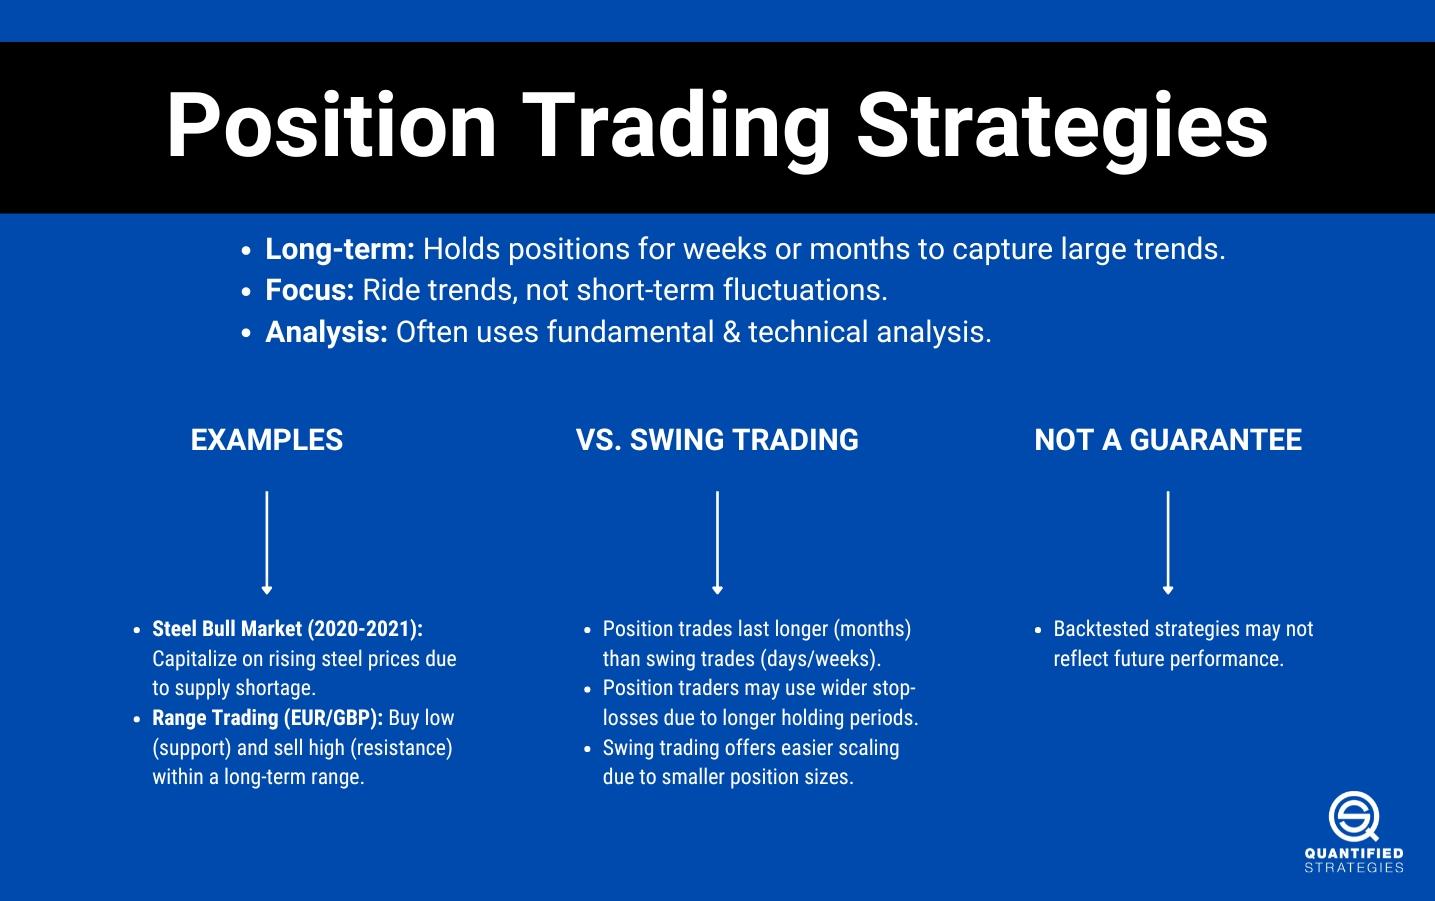 Position Trading Strategies
• Long-term: Holds positions for weeks or months to capture large trends.
• Focus: Ride trends, not short-term fluctuations.
• Analysis: Often uses fundamental & technical analysis.
EXAMPLES
• Steel Bull Market (2020-2021):
Capitalize on rising steel prices due
to supply shortage.
• Range Trading (EUR/GBP): Buy low
(support) and sell high (resistance)
within a long-term range.
VS. SWING TRADING
• Position trades last longer (months)
than swing trades (days/weeks).
• Position traders may use wider stop-
losses due to longer holding periods.
• Swing trading offers easier scaling
due to smaller position sizes.
NOT A GUARANTEE
• Backtested strategies may not
reflect future performance.
QUANTIFIED
STRATEGIES